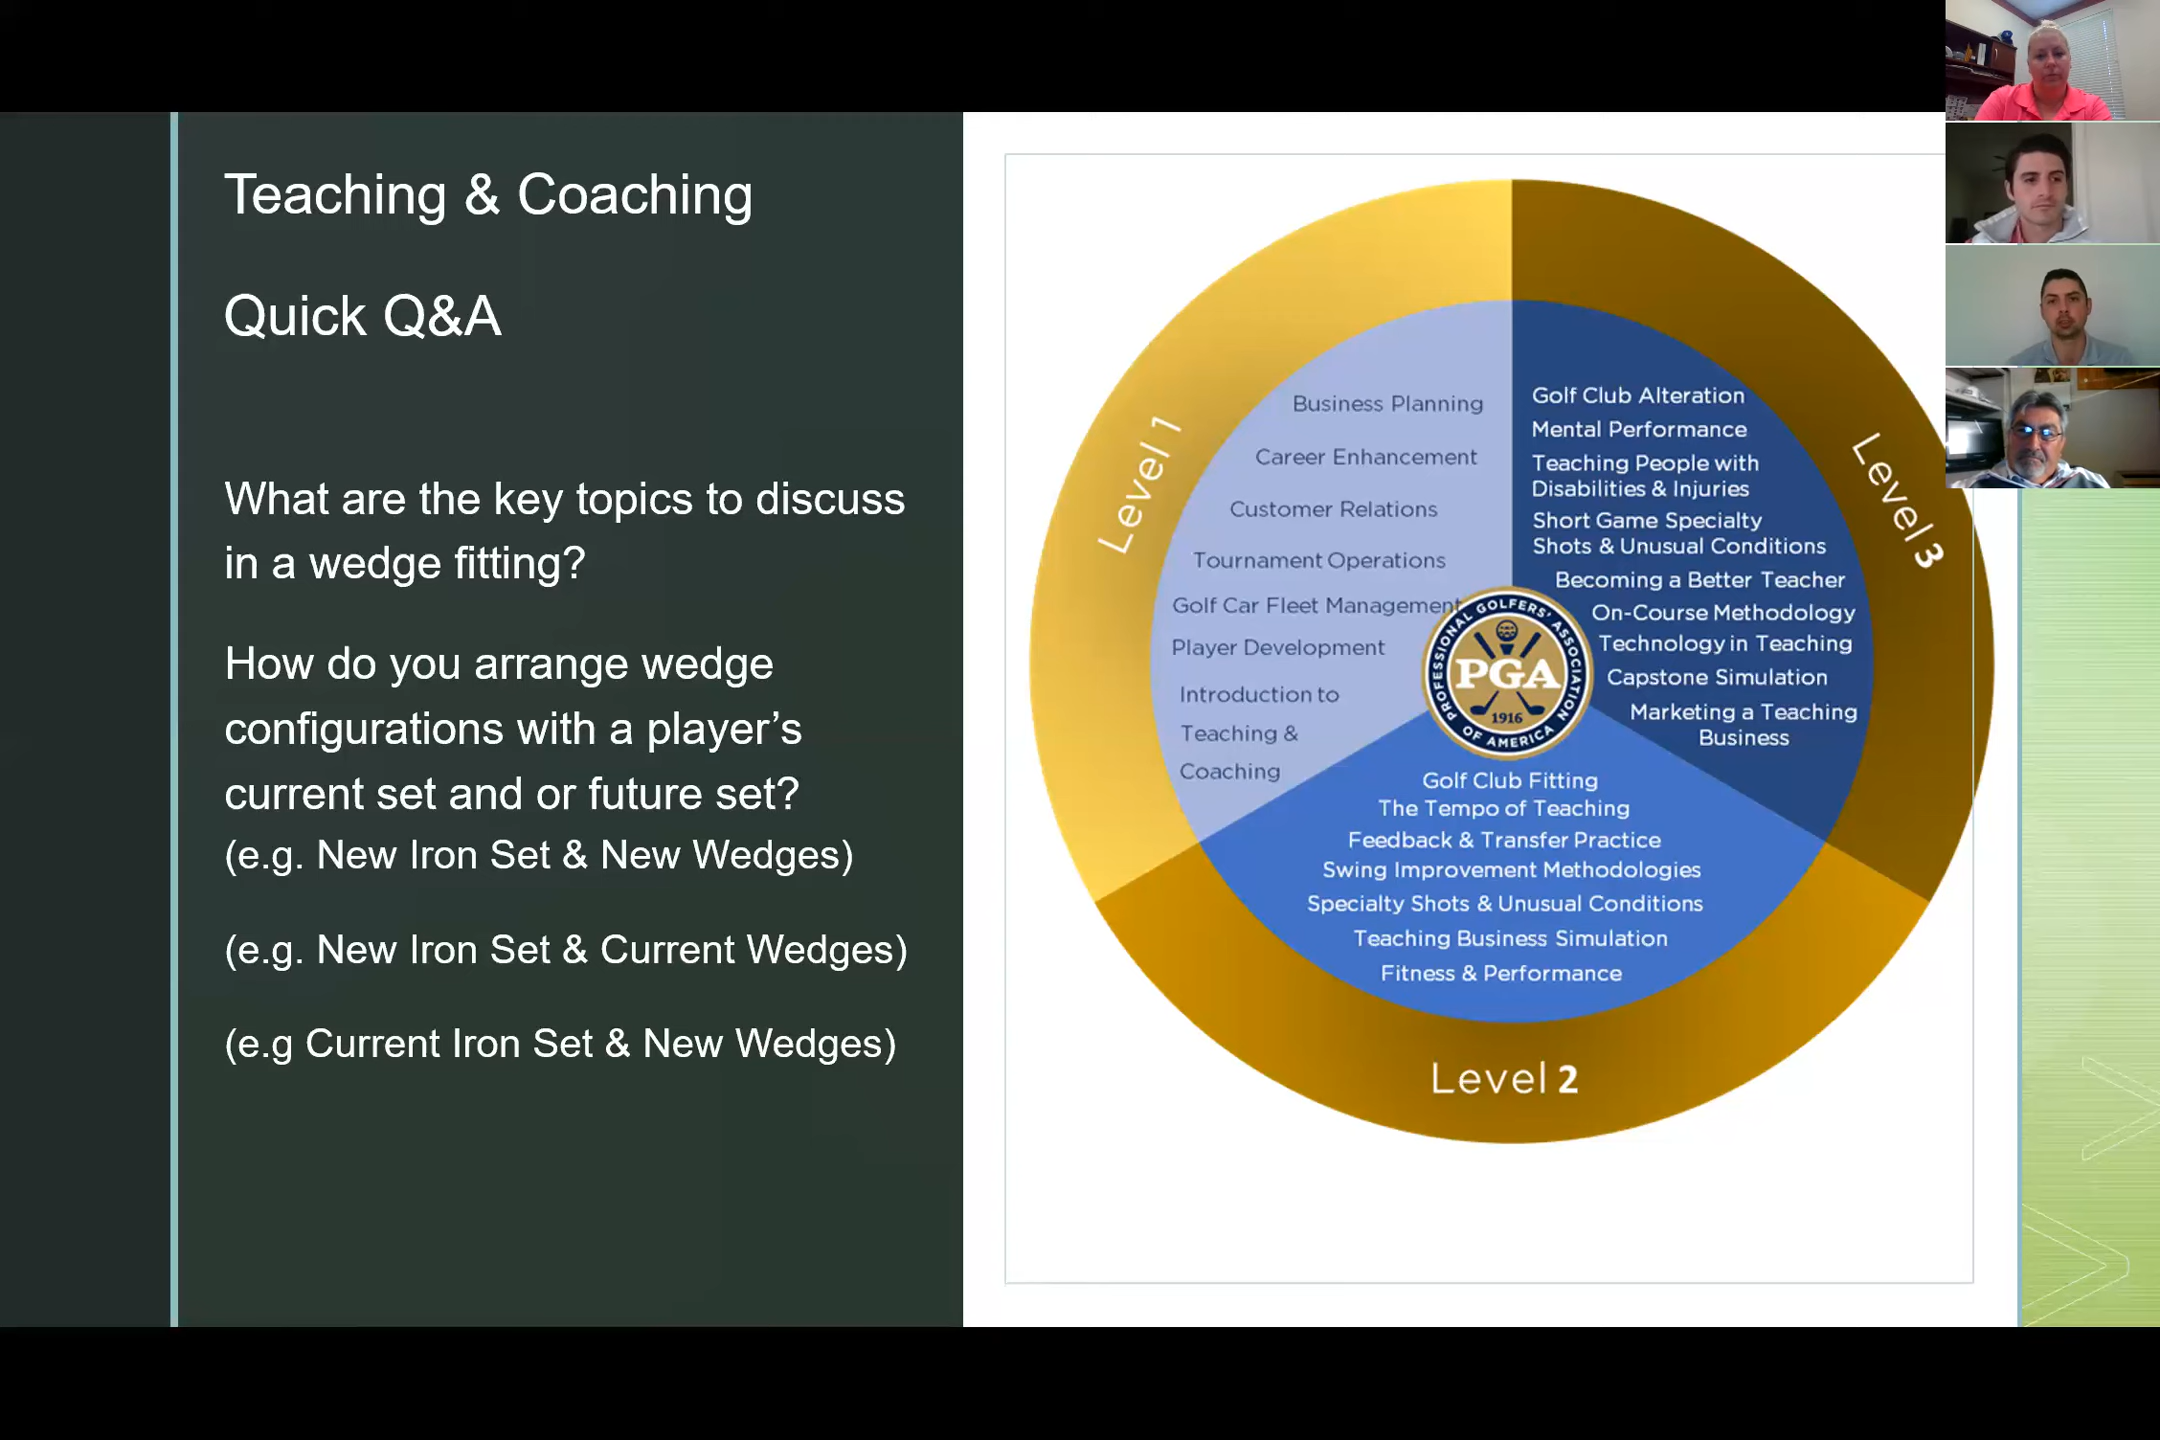 Teaching & Coaching
Quick Q&A
What are the key topics to discuss
in a wedge fitting?
How do you arrange wedge
configurations with a player’s
current set and or future set?
(e.g. New Iron Set & New Wedges)
(e.g. New Iron Set & Current Wedges)
(e.g Current Iron Set & New Wedges)
Level 1
Business Planning
Career Enhancement
Customer Relations
Tournament Operations
Golf Car Fleet Management
Player Development
Introduction to
Teaching &
Coaching
Level 3
Golf Club Alteration
Mental Performance
Teaching People with
Disabilities & Injuries
Short Game Specialty
Shots & Unusual Conditions
Becoming a Better Teacher
On-Course Methodology
Technology in Teaching
Capstone Simulation
Marketing a Teaching
Business
PROFESSIONAL GOLFERS' ASSOCIATION
PGA
1916
OF AMERICA
Golf Club Fitting
The Tempo of Teaching
Feedback & Transfer Practice
Swing Improvement Methodologies
Specialty Shots & Unusual Conditions
Teaching Business Simulation
Fitness & Performance
Level 2